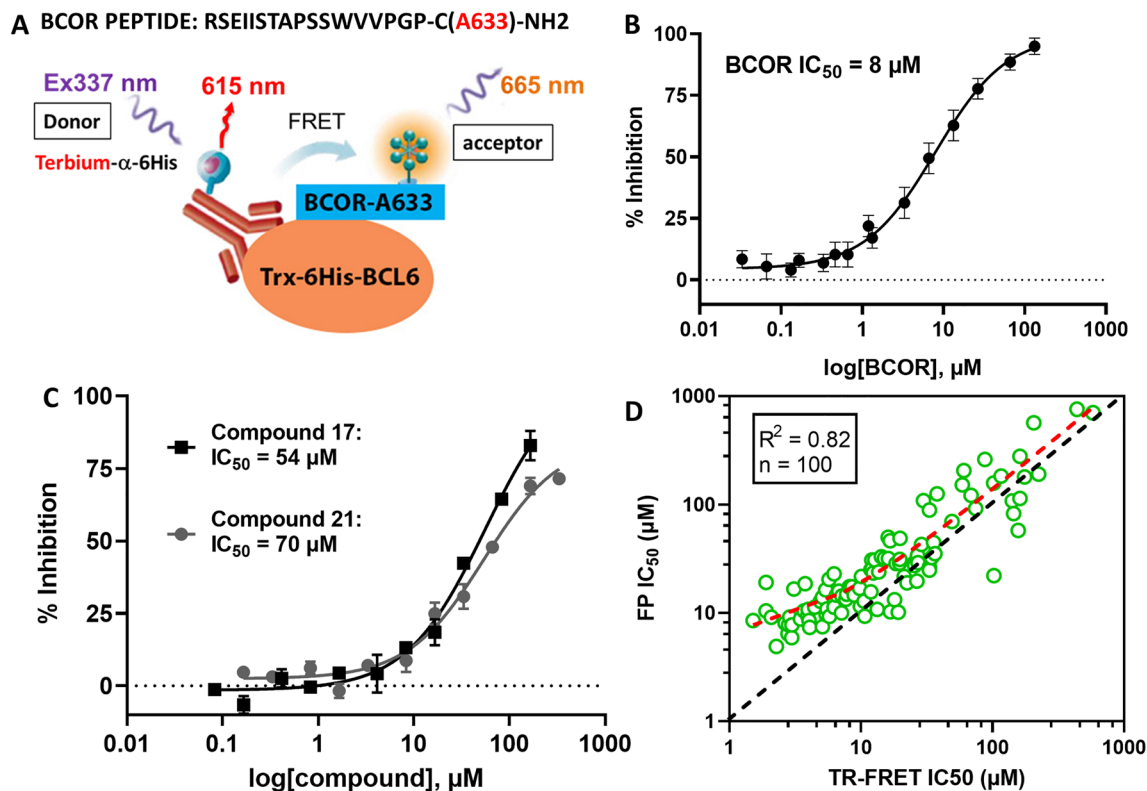 A BCOR PEPTIDE: RSEIISTAPSSWVVPGP-C(A633)-NH2
Ex337 nm
615 nm
665 nm
Donor
FRET
acceptor
Terbium-α-6His
BCOR-A633
Trx-6His-BCL6
B
BCOR IC50 = 8 µM
% Inhibition
100
75
50
25
0
0.01
0.1
1
10
100
1000
log[BCOR], µM
C
Compound 17:
IC50 = 54 µM
Compound 21:
IC50 = 70 µM
% Inhibition
100
75
50
25
0
0.01
0.1
1
10
100
1000
log[compound], µM
D
R2 = 0.82
n = 100
FP IC50 (µM)
1000
100
10
1
1
10
100
1000
TR-FRET IC50 (µM)